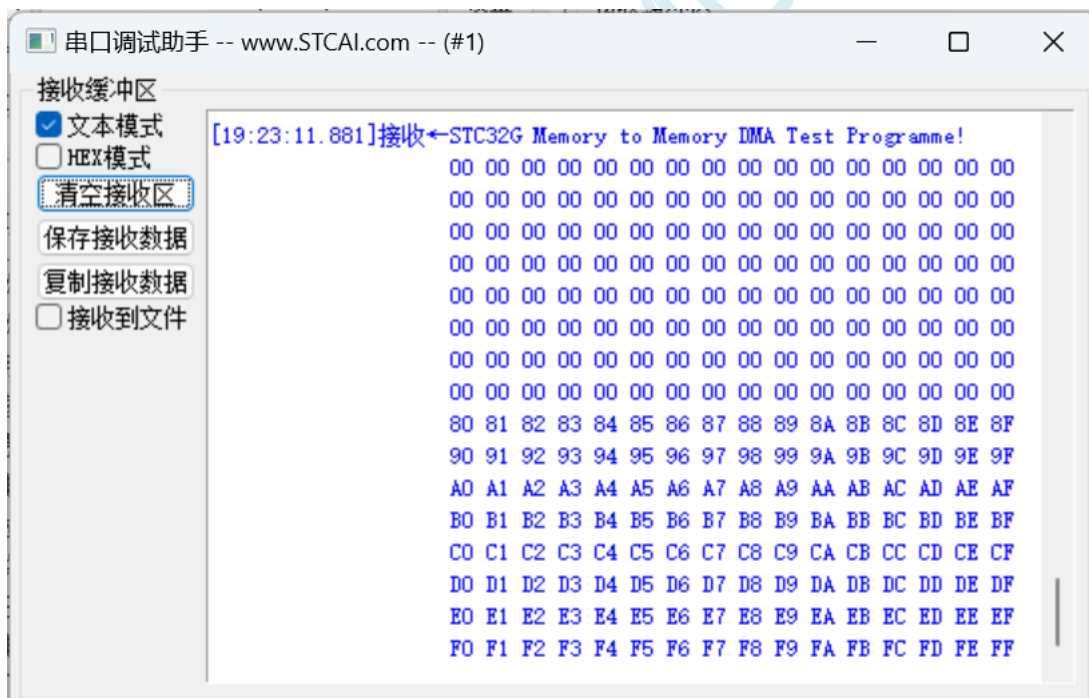 串口调试助手 -- www.STCAI.com -- (#1)
接收缓冲区
文本模式
HEX模式
清空接收区
保存接收数据
复制接收数据
接收到文件
[19:23:11.881]接收←STC32G Memory to Memory DMA Test Programme!
00 00 00 00 00 00 00 00 00 00 00 00 00 00 00 00
00 00 00 00 00 00 00 00 00 00 00 00 00 00 00 00
00 00 00 00 00 00 00 00 00 00 00 00 00 00 00 00
00 00 00 00 00 00 00 00 00 00 00 00 00 00 00 00
00 00 00 00 00 00 00 00 00 00 00 00 00 00 00 00
00 00 00 00 00 00 00 00 00 00 00 00 00 00 00 00
00 00 00 00 00 00 00 00 00 00 00 00 00 00 00 00
00 00 00 00 00 00 00 00 00 00 00 00 00 00 00 00
80 81 82 83 84 85 86 87 88 89 8A 8B 8C 8D 8E 8F
90 91 92 93 94 95 96 97 98 99 9A 9B 9C 9D 9E 9F
A0 A1 A2 A3 A4 A5 A6 A7 A8 A9 AA AB AC AD AE AF
B0 B1 B2 B3 B4 B5 B6 B7 B8 B9 BA BB BC BD BE BF
C0 C1 C2 C3 C4 C5 C6 C7 C8 C9 CA CB CC CD CE CF
D0 D1 D2 D3 D4 D5 D6 D7 D8 D9 DA DB DC DD DE DF
E0 E1 E2 E3 E4 E5 E6 E7 E8 E9 EA EB EC ED EE EF
F0 F1 F2 F3 F4 F5 F6 F7 F8 F9 FA FB FC FD FE FF